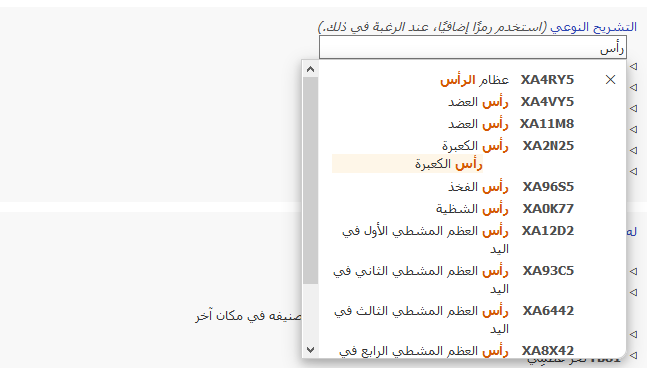 التشريح النوعي (استخدم رمزًا إضافيًا، عند الرغبة في ذلك.)
رأس
XA4RY5 عظام الرأس
XA4VY5 رأس العضد
XA11M8 رأس العضد
XA2N25 رأس الكعبرة
رأس الكعبرة
XA96S5 رأس الفخذ
XA0K77 رأس الشظية
XA12D2 رأس العظم المشطي الأول في
اليد
XA93C5 رأس العظم المشطي الثاني في
اليد
XA6442 رأس العظم المشطي الثالث في
اليد
XA8X42 رأس العظم المشطي الرابع في
له
صنيفه في مكان آخر